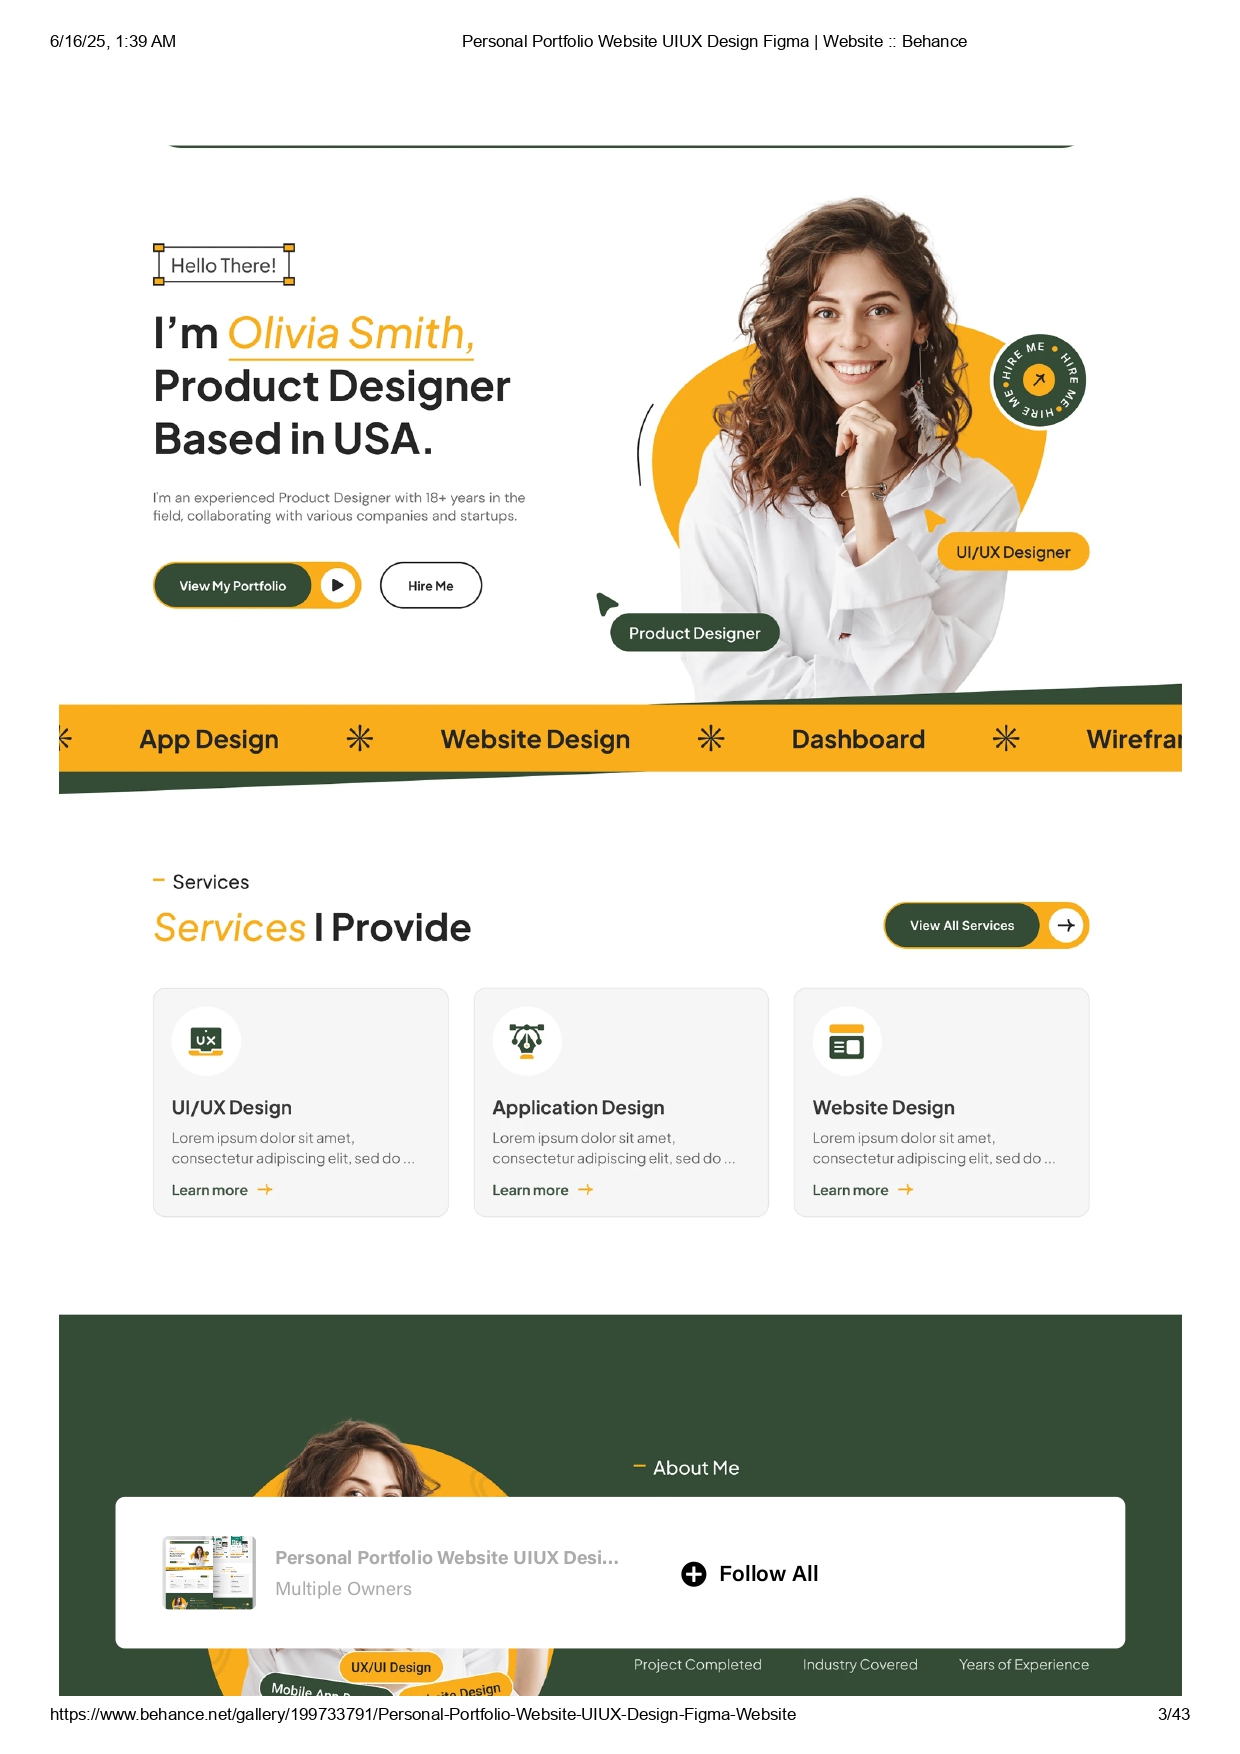 6/16/25, 1:39 AM
Personal Portfolio Website UIUX Design Figma | Website :: Behance
Hello There!
I'm Olivia Smith,
Product Designer
Based in USA.
I'm an experienced Product Designer with 18+ years in the
field, collaborating with various companies and startups.
View My Portfolio
Hire Me
HIRE ME • HIRE ME • HIRE ME •
UI/UX Designer
Product Designer
App Design
Website Design
Dashboard
Wirefra
Services
Services I Provide
View All Services
UX
UI/UX Design
Lorem ipsum dolor sit amet,
consectetur adipiscing elit, sed do ...
Learn more
Application Design
Lorem ipsum dolor sit amet,
consectetur adipiscing elit, sed do ...
Learn more
Website Design
Lorem ipsum dolor sit amet,
consectetur adipiscing elit, sed do ...
Learn more
About Me
Personal Portfolio Website UIUX Desi...
Multiple Owners
Follow All
Project Completed
Industry Covered
Years of Experience
UX/UI Design
Mobile App
Design
https://www.behance.net/gallery/199733791/Personal-Portfolio-Website-UIUX-Design-Figma-Website
3/43